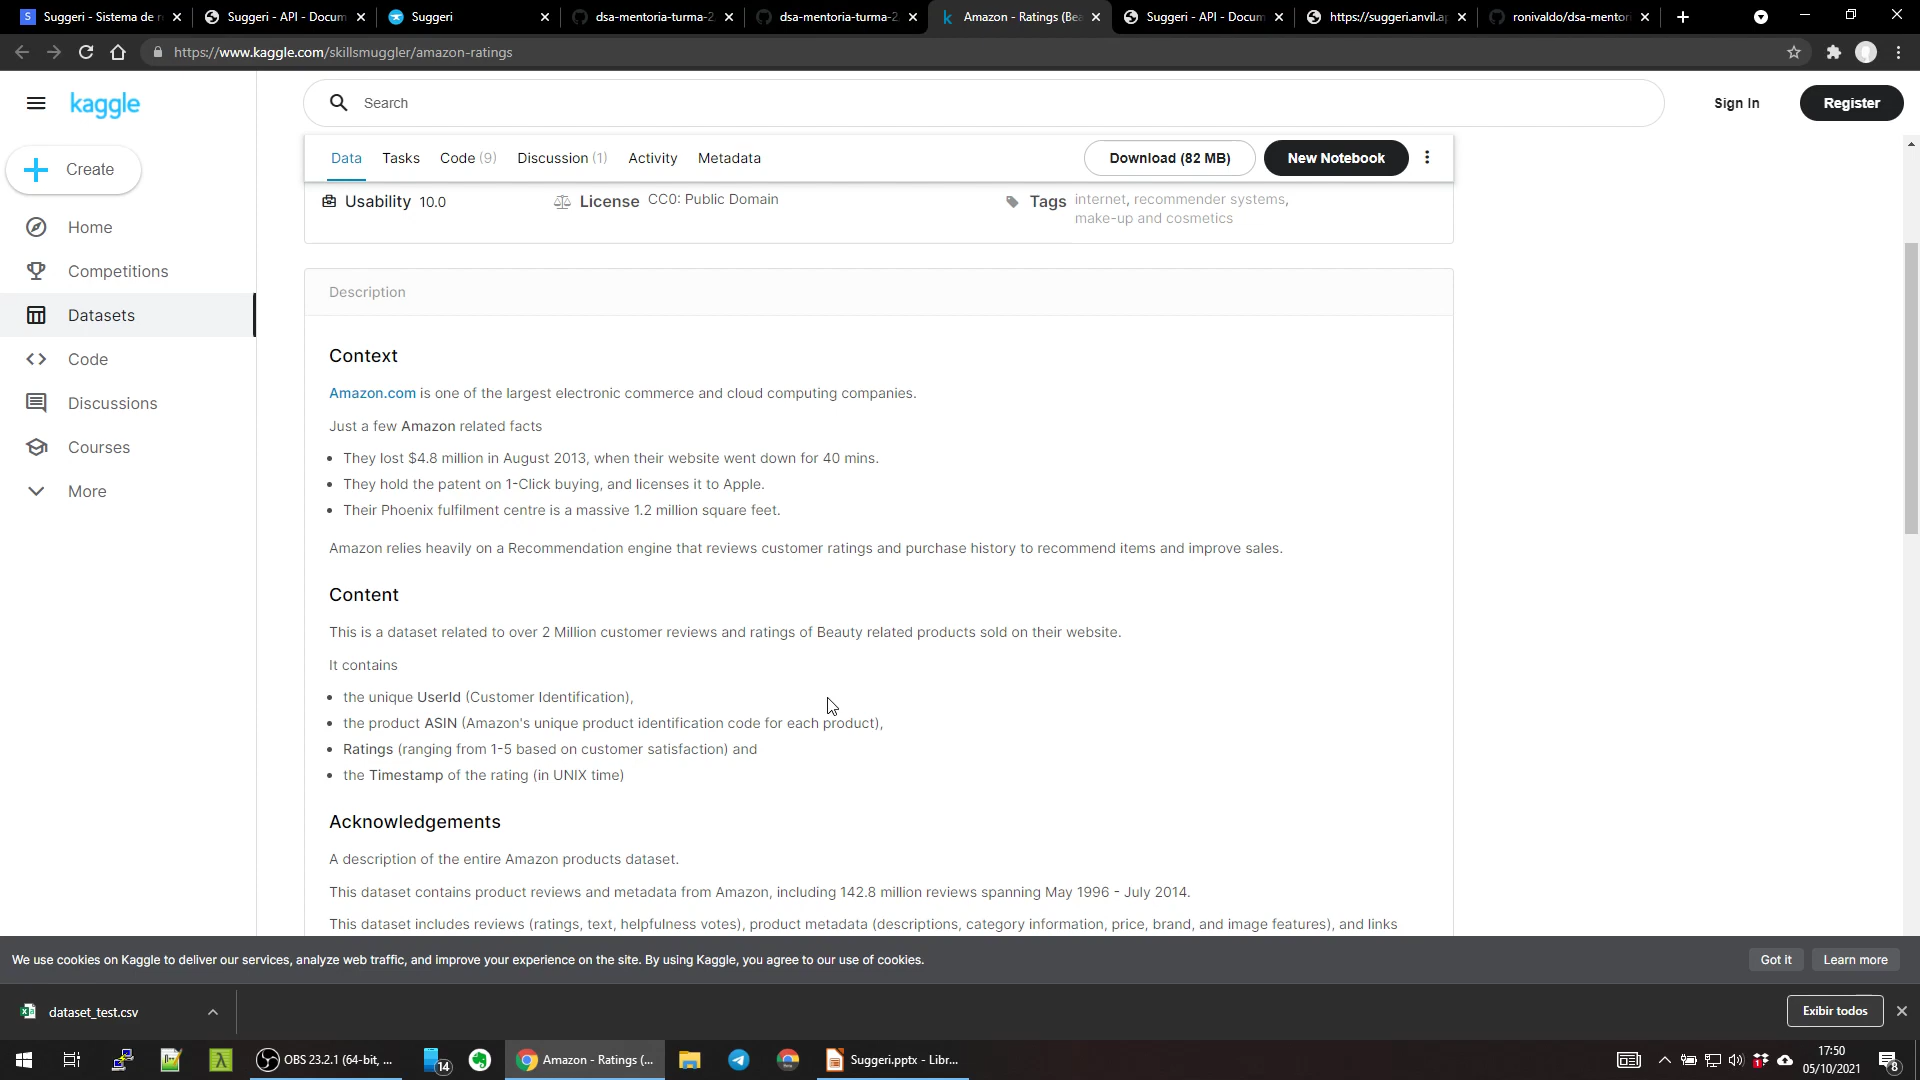 Suggeri - Sistema de r
Suggeri - API - Docum
Suggeri
dsa-mentoria-turma-2
dsa-mentoria-turma-2
Amazon - Ratings (Be
Suggeri - API - Docum
https://suggeri.anvil.a
ronivaldo/dsa-mentor
https://www.kaggle.com/skillsmuggler/amazon-ratings
kaggle
Search
Sign In
Register
Create
Home
Competitions
Datasets
Code
Discussions
Courses
More
Data
Tasks
Code (9)
Discussion (1)
Activity
Metadata
Download (82 MB)
New Notebook
Usability 10.0
License CC0: Public Domain
Tags internet, recommender systems,
make-up and cosmetics
Description
Context
Amazon.com is one of the largest electronic commerce and cloud computing companies.
Just a few Amazon related facts
• They lost $4.8 million in August 2013, when their website went down for 40 mins.
• They hold the patent on 1-Click buying, and licenses it to Apple.
• Their Phoenix fulfilment centre is a massive 1.2 million square feet.
Amazon relies heavily on a Recommendation engine that reviews customer ratings and purchase history to recommend items and improve sales.
Content
This is a dataset related to over 2 Million customer reviews and ratings of Beauty related products sold on their website.
It contains
• the unique UserId (Customer Identification),
• the product ASIN (Amazon's unique product identification code for each product),
• Ratings (ranging from 1-5 based on customer satisfaction) and
• the Timestamp of the rating (in UNIX time)
Acknowledgements
A description of the entire Amazon products dataset.
This dataset contains product reviews and metadata from Amazon, including 142.8 million reviews spanning May 1996 - July 2014.
This dataset includes reviews (ratings, text, helpfulness votes), product metadata (descriptions, category information, price, brand, and image features), and links
We use cookies on Kaggle to deliver our services, analyze web traffic, and improve your experience on the site. By using Kaggle, you agree to our use of cookies.
Got it
Learn more
dataset_test.csv
Exibir todos
OBS 23.2.1 (64-bit, ...
14
Amazon - Ratings (...
Suggeri.pptx - Libr...
17:50
05/10/2021
8